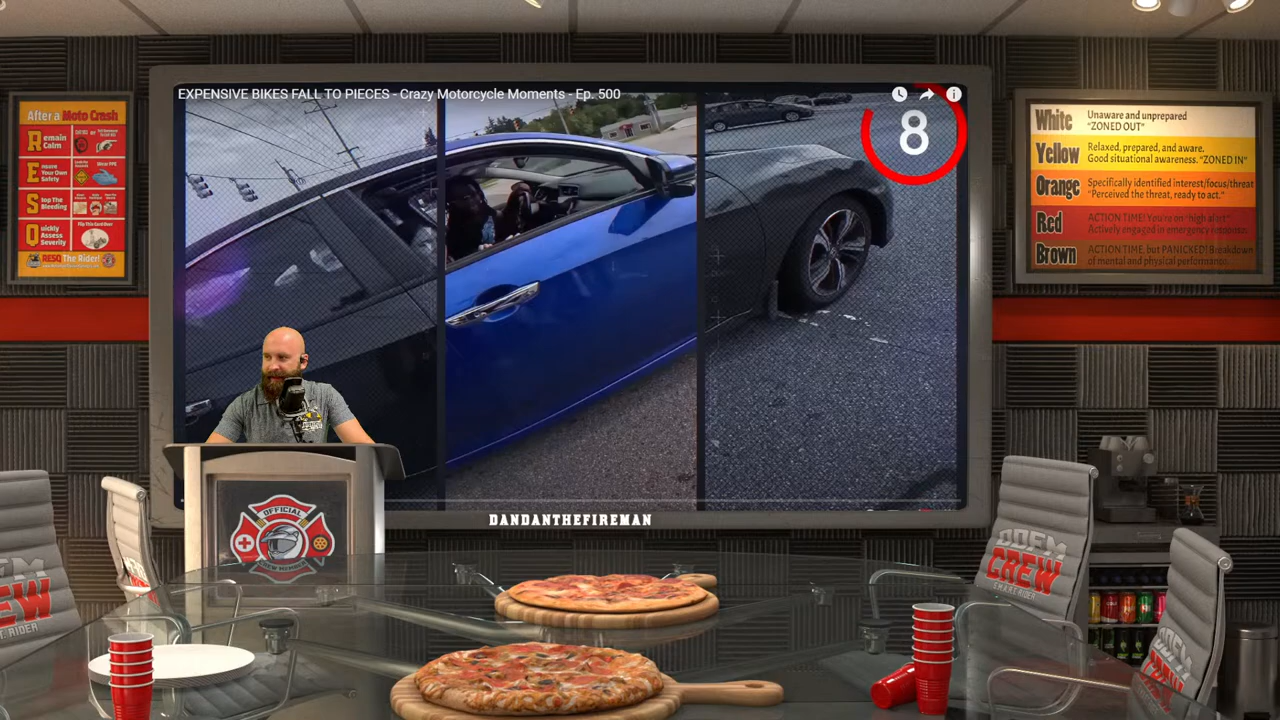 EXPENSIVE BIKES FALL TO PIECES - Crazy Motorcycle Moments - Ep. 500
8
After a Moto Crash
Remain
Calm
Ensure
Your Own
Safety
Stop The
Bleeding
Quickly
Assess
Severity
RESQ The Rider!
White Unaware and unprepared
"ZONED OUT"
Yellow Relaxed, prepared, and aware.
Good situational awareness. "ZONED IN"
Orange Specifically identified interest/focus/threat
"Perceived the threat, ready to act."
Red ACTION TIME! You're on "high alert"
Actively engaged in emergency response.
Brown ACTION TIME, but PANICKED! Breakdown
of mental and physical performance.
DANDANTHEFIREMAN
OFFICIAL
CREW MEMBER
CREW
S.M.A.R.T. RIDER